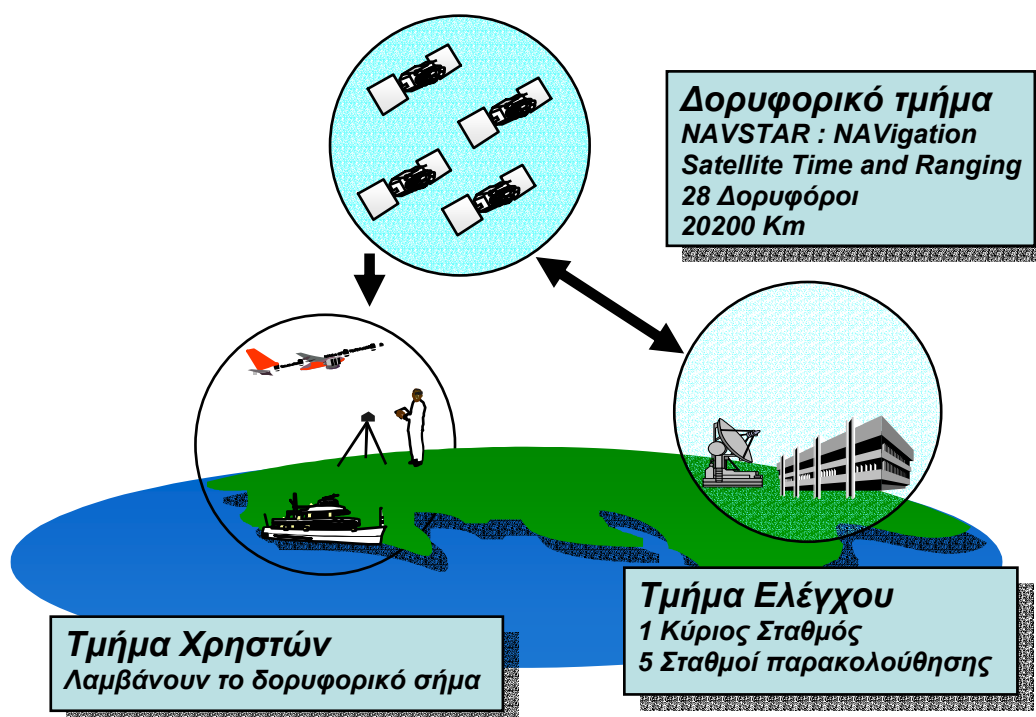 Δορυφορικό τμήμα
NAVSTAR : NAVigation
Satellite Time and Ranging
28 Δορυφόροι
20200 Km
Τμήμα Ελέγχου
1 Κύριος Σταθμός
5 Σταθμοί παρακολούθησης
Τμήμα Χρηστών
Λαμβάνουν το δορυφορικό σήμα